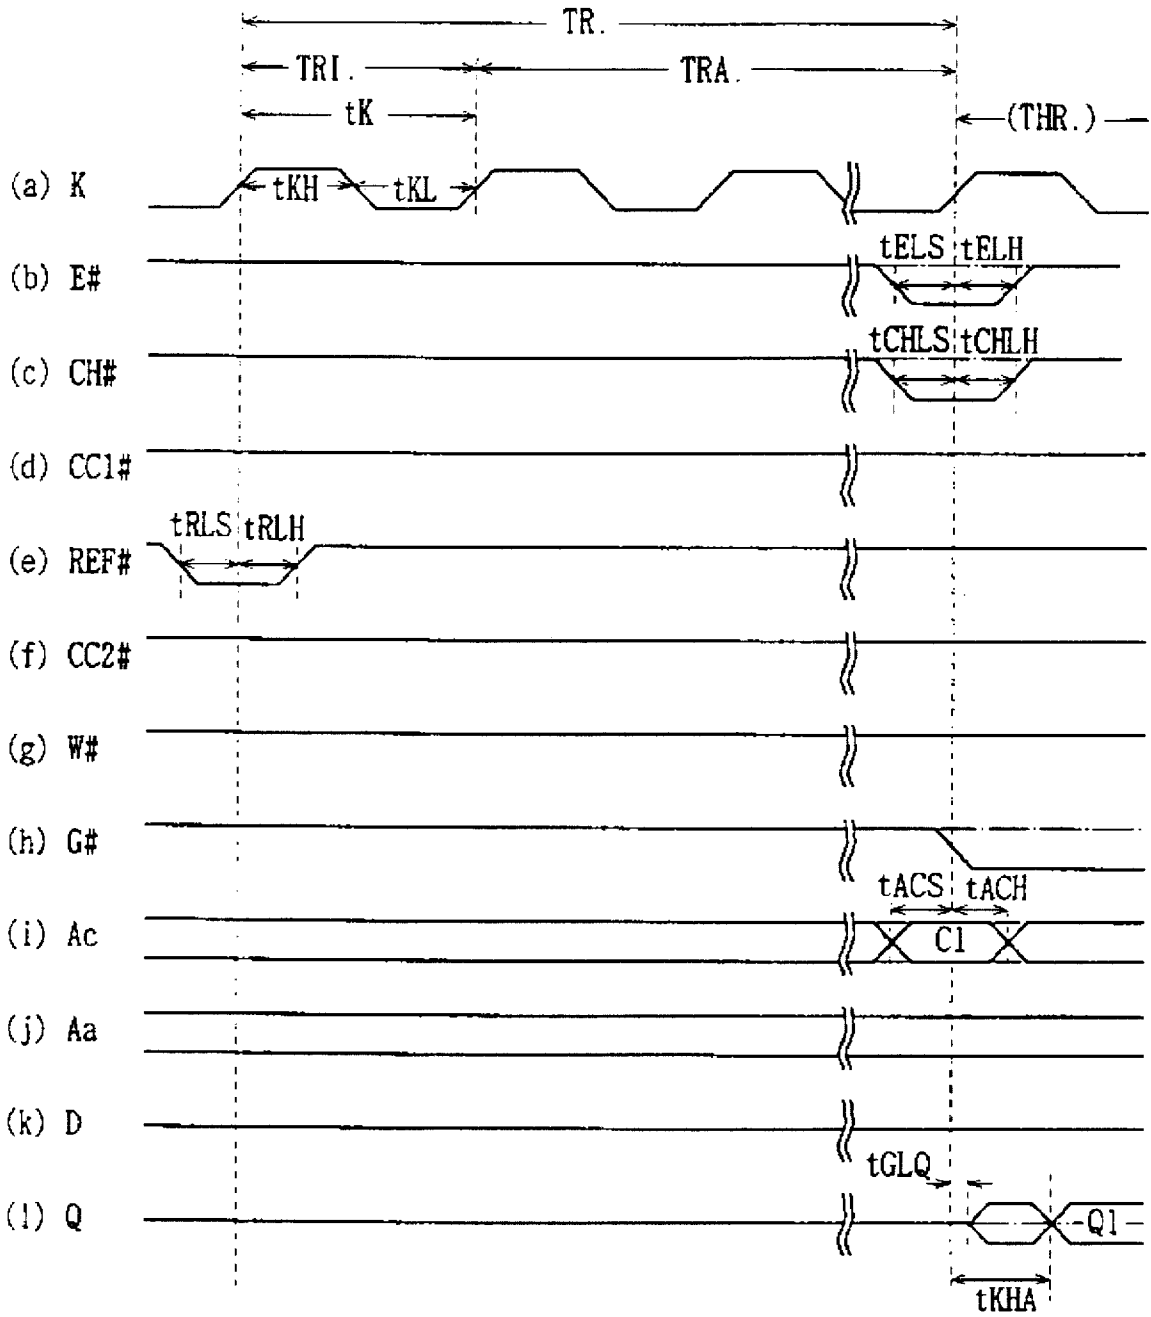 TR.
TRI. TRA.
tK (THR.)
(a) K tKH tKL
tELS tELH
(b) E#
tCHLS tCHLH
(c) CH#
(d) CC1#
tRLS tRLH
(e) REF#
(f) CC2#
(g) W#
(h) G#
tACS tACH
(i) Ac C1
(j) Aa
(k) D
tGLQ
(l) Q Q1
tKHA